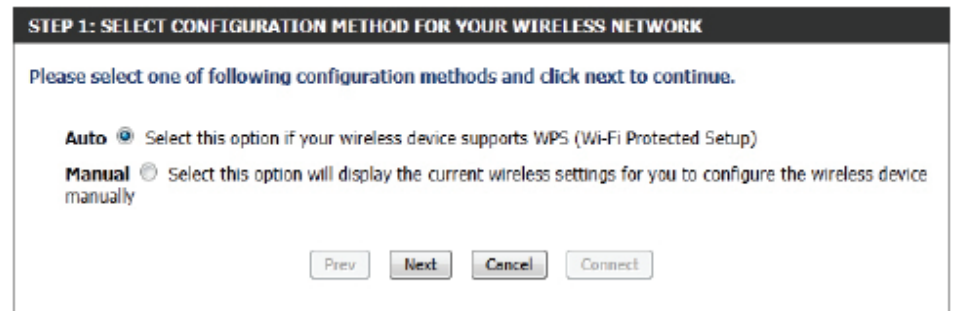 STEP 1: SELECT CONFIGURATION METHOD FOR YOUR WIRELESS NETWORK
Please select one of following configuration methods and click next to continue.
Auto Select this option if your wireless device supports WPS (Wi-Fi Protected Setup)
Manual Select this option will display the current wireless settings for you to configure the wireless device
manually
Prev Next Cancel Connect